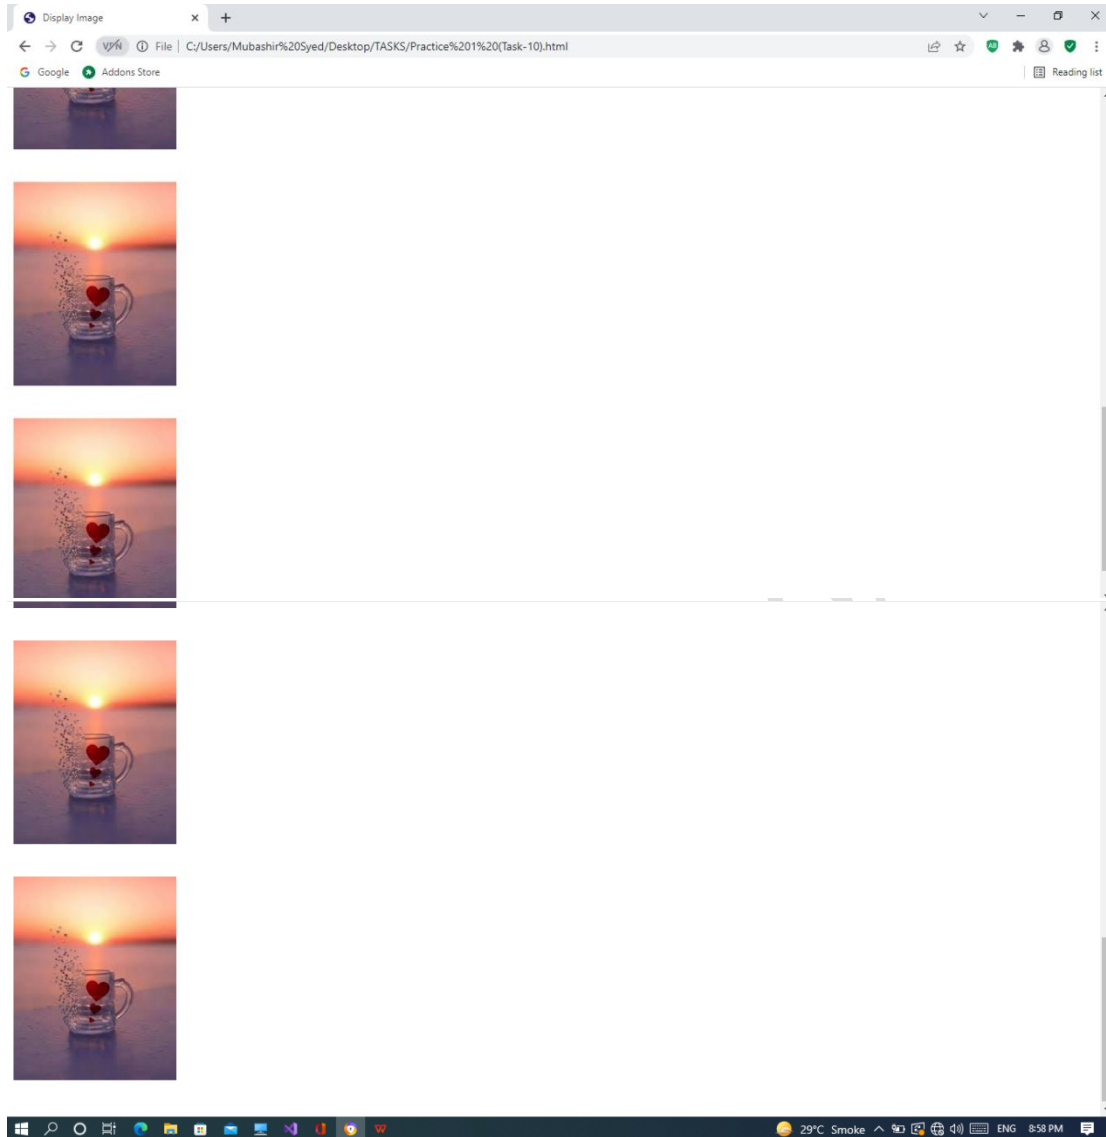 Display Image
VPN File C:/Users/Mubashir%20Syed/Desktop/TASKS/Practice%201%20(Task-10).html
Google Addons Store Reading list
29°C Smoke ENG 8:58 PM